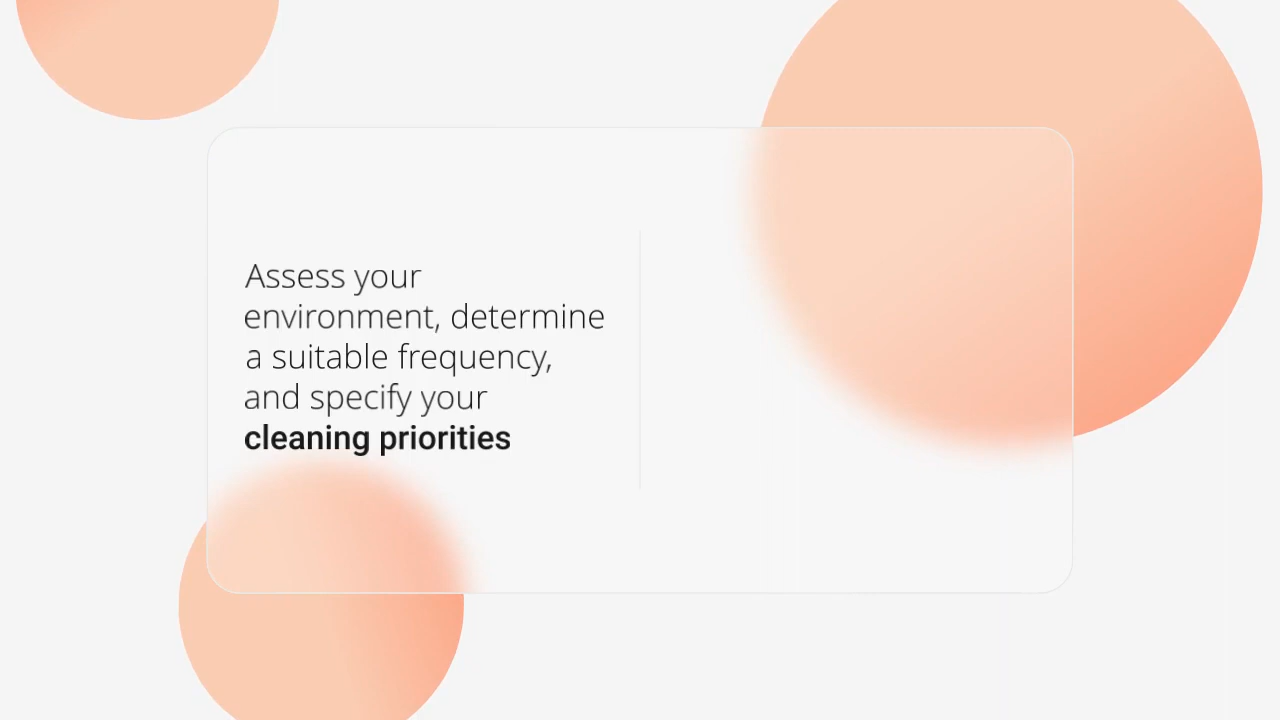 Assess your
environment, determine
a suitable frequency,
and specify your
cleaning priorities